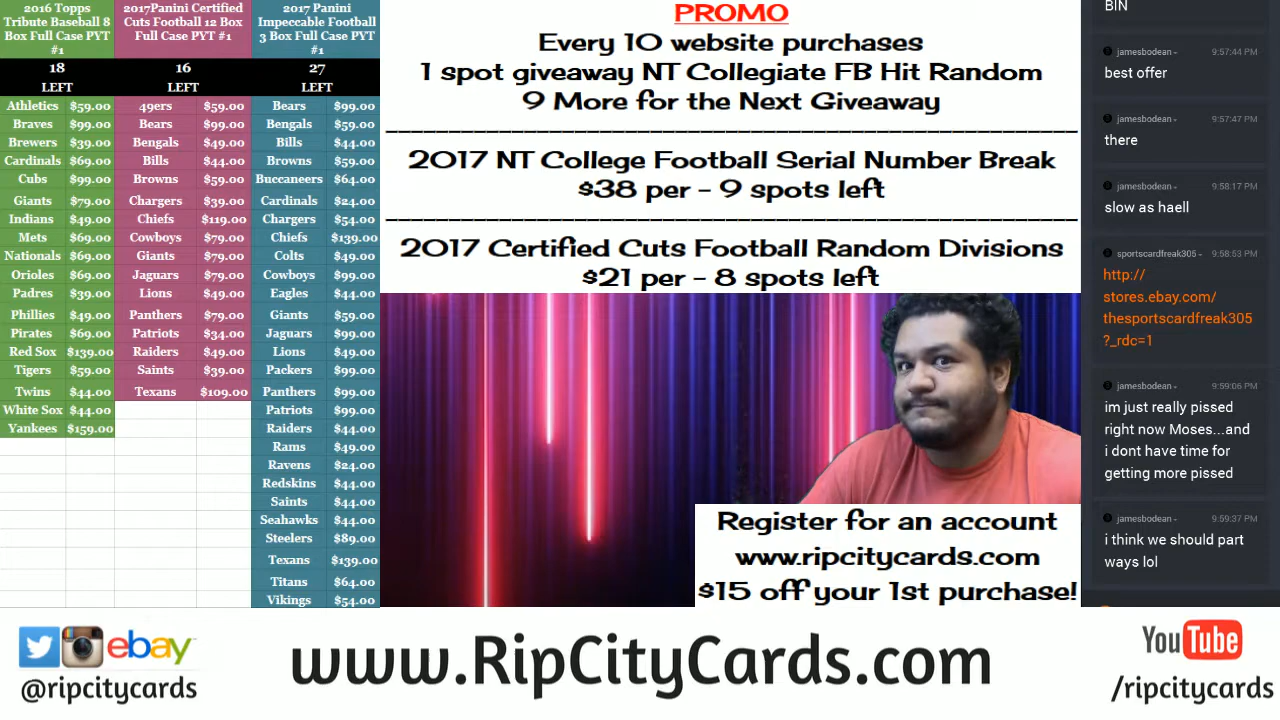 2016 Topps
Tribute Baseball 8
Box Full Case PYT
#1
18
LEFT
Athletics $59.00
Braves $99.00
Brewers $39.00
Cardinals $69.00
Cubs $99.00
Giants $79.00
Indians $49.00
Mets $69.00
Nationals $69.00
Orioles $69.00
Padres $39.00
Phillies $49.00
Pirates $69.00
Red Sox $139.00
Tigers $59.00
Twins $44.00
White Sox $44.00
Yankees $159.00
2017Panini Certified
Cuts Football 12 Box
Full Case PYT #1
16
LEFT
49ers $59.00
Bears $99.00
Bengals $49.00
Bills $44.00
Browns $59.00
Chargers $39.00
Chiefs $119.00
Cowboys $79.00
Giants $79.00
Jaguars $79.00
Lions $49.00
Panthers $79.00
Patriots $34.00
Raiders $49.00
Saints $39.00
Texans $109.00
2017 Panini
Impeccable Football
3 Box Full Case PYT
#1
27
LEFT
Bears $99.00
Bengals $59.00
Bills $44.00
Browns $59.00
Buccaneers $64.00
Cardinals $24.00
Chargers $54.00
Chiefs $139.00
Colts $49.00
Cowboys $99.00
Eagles $44.00
Giants $59.00
Jaguars $99.00
Lions $49.00
Packers $99.00
Panthers $99.00
Patriots $99.00
Raiders $44.00
Rams $49.00
Ravens $24.00
Redskins $44.00
Saints $44.00
Seahawks $44.00
Steelers $89.00
Texans $139.00
Titans $64.00
Vikings $54.00
PROMO
Every 10 website purchases
1 spot giveaway NT Collegiate FB Hit Random
9 More for the Next Giveaway
2017 NT College Football Serial Number Break
$38 per - 9 spots left
2017 Certified Cuts Football Random Divisions
$21 per - 8 spots left
Register for an account
www.ripcitycards.com
$15 off your 1st purchase!
BIN
jamesbodean 9:57:44 PM
best offer
jamesbodean 9:57:47 PM
there
jamesbodean 9:58:17 PM
slow as haell
sportscardfreak305 9:58:53 PM
http://
stores.ebay.com/
thesportscardfreak305
?_rdc=1
jamesbodean 9:59:06 PM
im just really pissed
right now Moses...and
i dont have time for
getting more pissed
jamesbodean 9:59:37 PM
i think we should part
ways lol
ebay
@ripcitycards
www.RipCityCards.com
YouTube
/ripcitycards